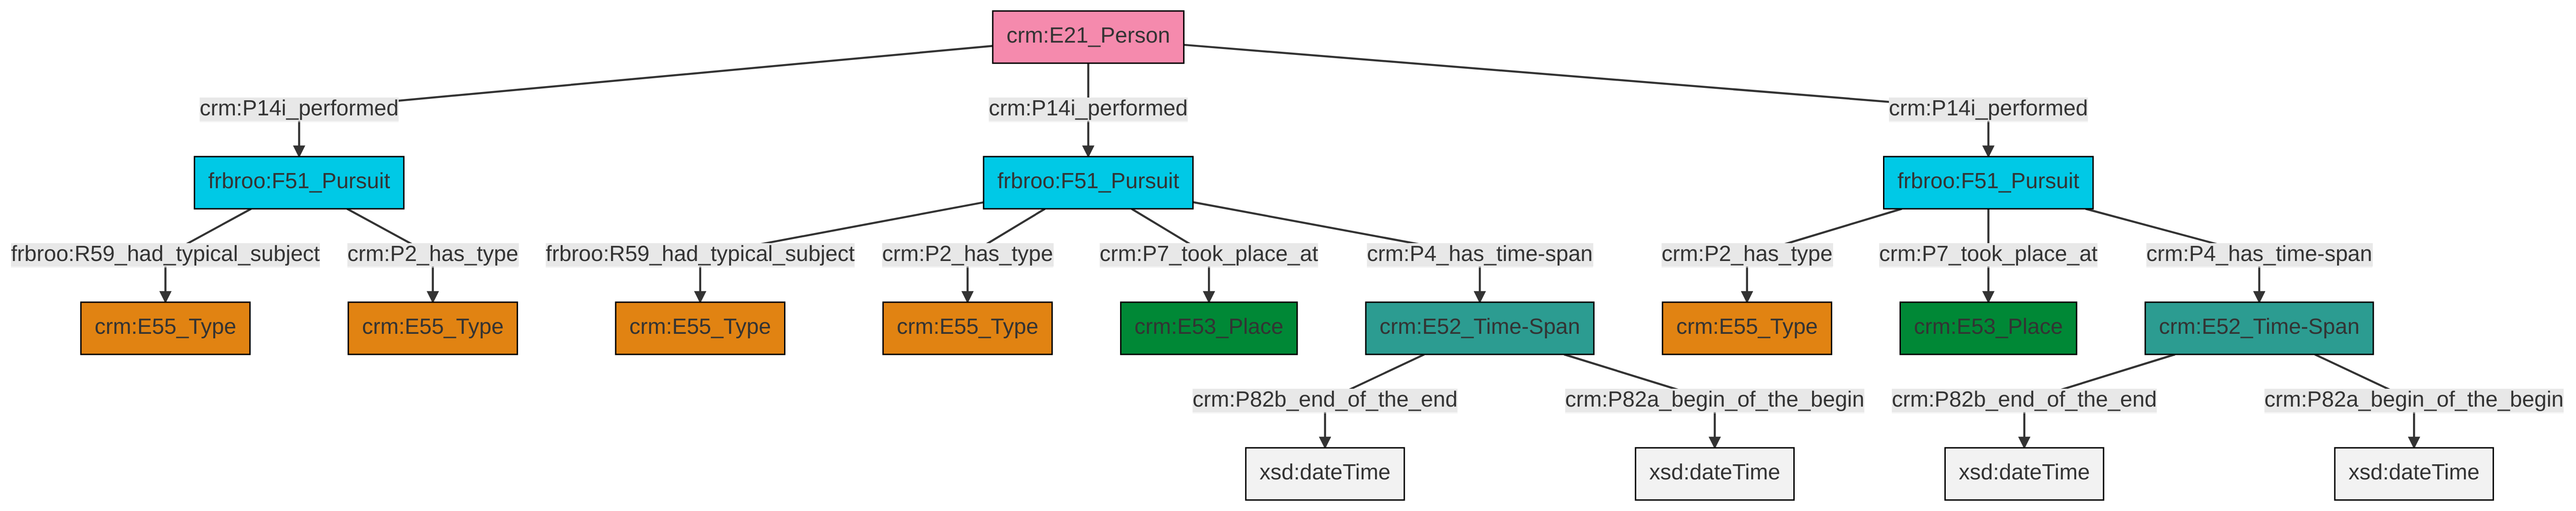 crm:E21_Person
crm:P14i_performed
crm:P14i_performed
crm:P14i_performed
frbroo:F51_Pursuit
frbroo:F51_Pursuit
frbroo:F51_Pursuit
frbroo:R59_had_typical_subject
crm:P2_has_type
frbroo:R59_had_typical_subject
crm:P2_has_type
crm:P7_took_place_at
crm:P4_has_time-span
crm:P2_has_type
crm:P7_took_place_at
crm:P4_has_time-span
crm:E55_Type
crm:E55_Type
crm:E55_Type
crm:E55_Type
crm:E53_Place
crm:E52_Time-Span
crm:E55_Type
crm:E53_Place
crm:E52_Time-Span
crm:P82b_end_of_the_end
crm:P82a_begin_of_the_begin
crm:P82b_end_of_the_end
crm:P82a_begin_of_the_begin
xsd:dateTime
xsd:dateTime
xsd:dateTime
xsd:dateTime